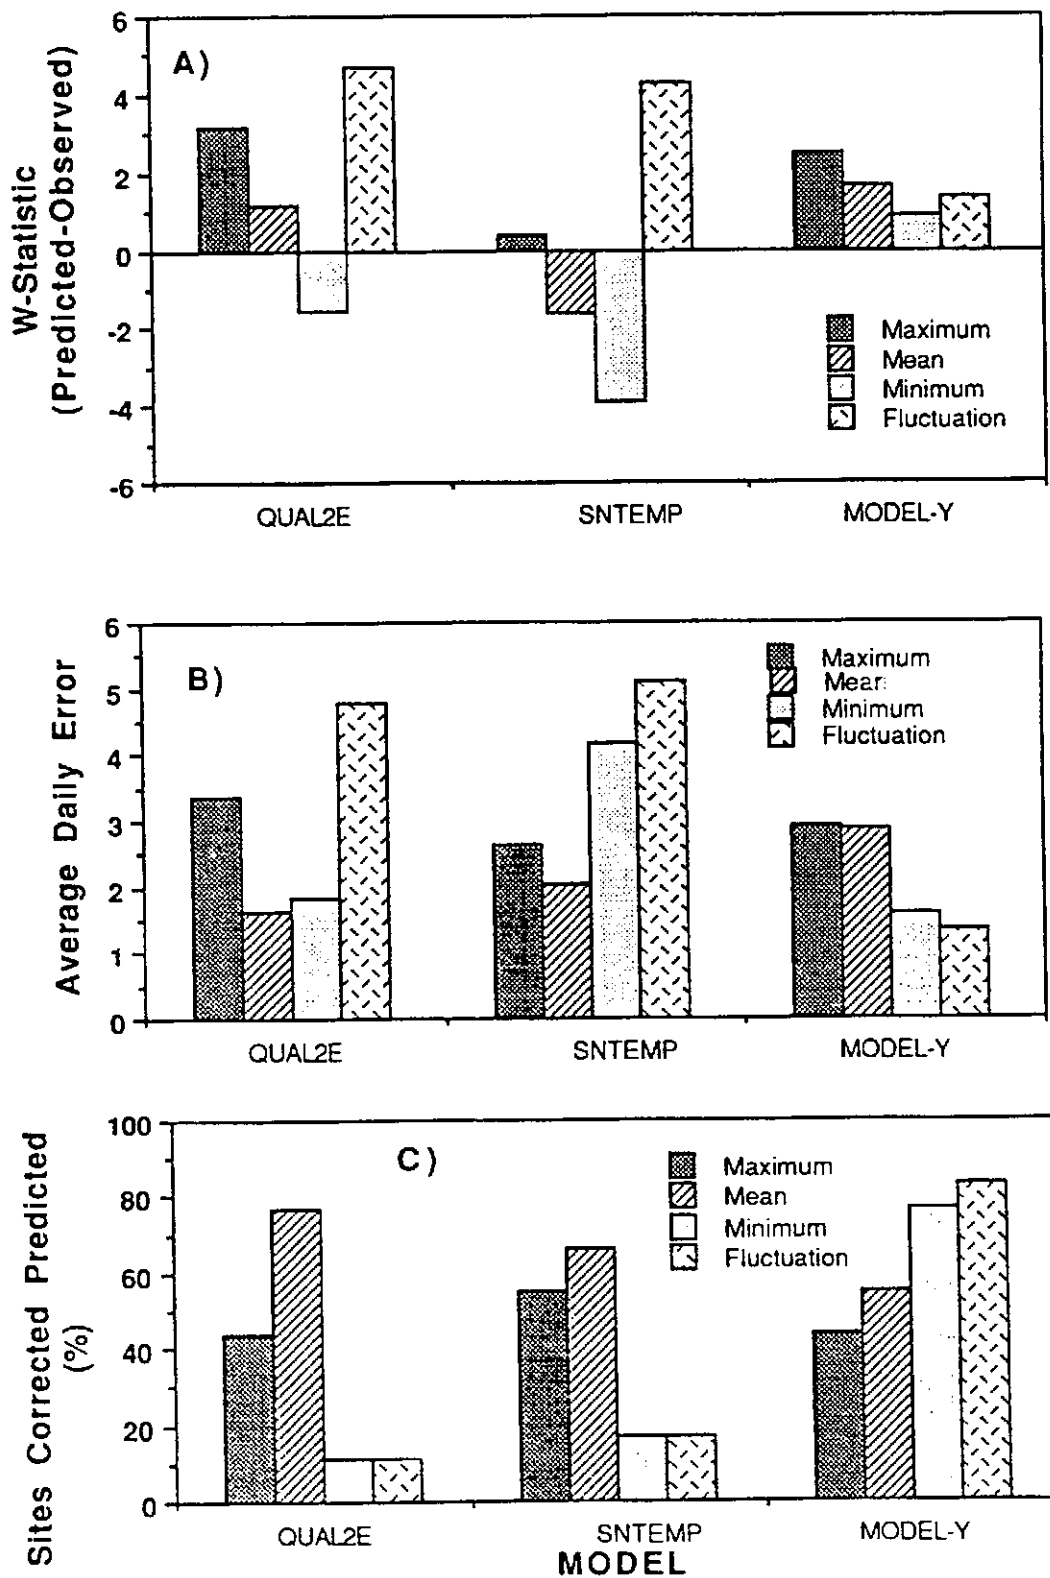 A)
W-Statistic
(Predicted-Observed)
6
4
2
0
-2
-4
-6
Maximum
Mean
Minimum
Fluctuation
QUAL2E
SNTEMP
MODEL-Y
B)
Average Daily Error
6
5
4
3
2
1
0
Maximum
Mean
Minimum
Fluctuation
QUAL2E
SNTEMP
MODEL-Y
C)
Sites Corrected Predicted
(%)
100
80
60
40
20
0
Maximum
Mean
Minimum
Fluctuation
QUAL2E
SNTEMP
MODEL-Y
MODEL